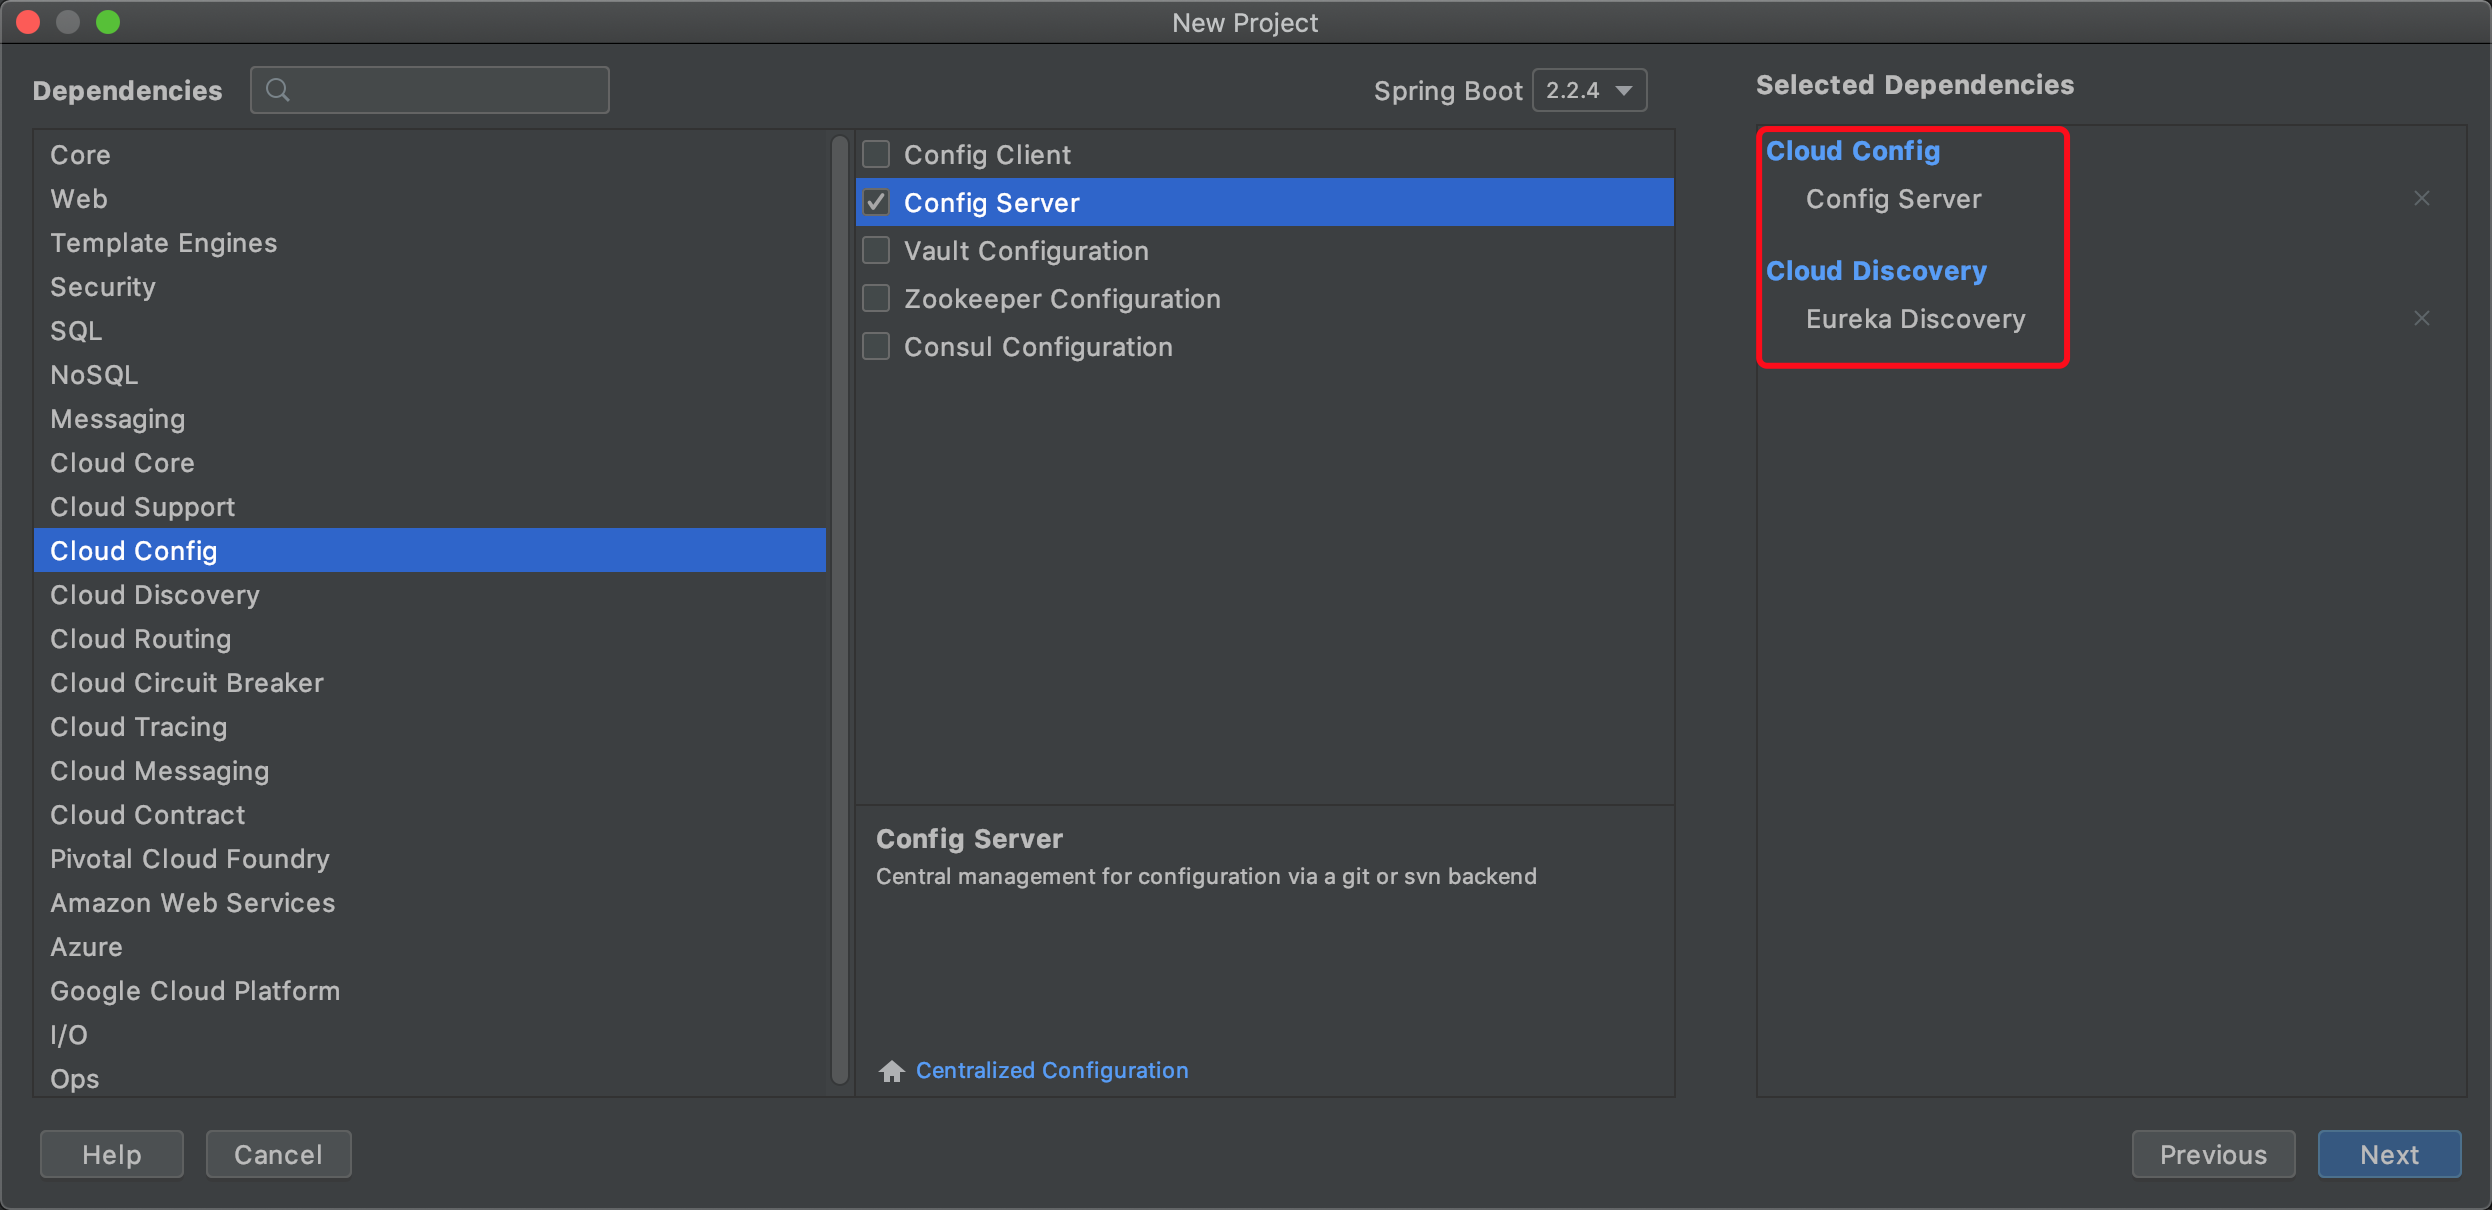 New Project
Dependencies
Spring Boot 2.2.4
Selected Dependencies
Core
Web
Template Engines
Security
SQL
NoSQL
Messaging
Cloud Core
Cloud Support
Cloud Config
Cloud Discovery
Cloud Routing
Cloud Circuit Breaker
Cloud Tracing
Cloud Messaging
Cloud Contract
Pivotal Cloud Foundry
Amazon Web Services
Azure
Google Cloud Platform
I/O
Ops
Config Client
Config Server
Vault Configuration
Zookeeper Configuration
Consul Configuration
Config Server
Central management for configuration via a git or svn backend
Centralized Configuration
Cloud Config
Config Server
Cloud Discovery
Eureka Discovery
Help
Cancel
Previous
Next